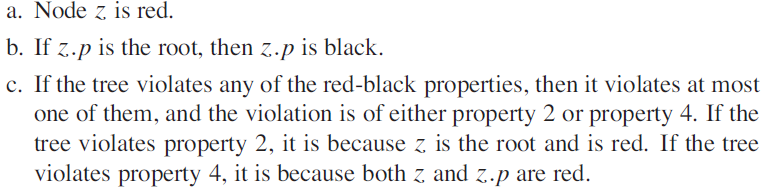 a. Node z is red.
b. If z.p is the root, then z.p is black.
c. If the tree violates any of the red-black properties, then it violates at most
one of them, and the violation is of either property 2 or property 4. If the
tree violates property 2, it is because z is the root and is red. If the tree
violates property 4, it is because both z and z.p are red.